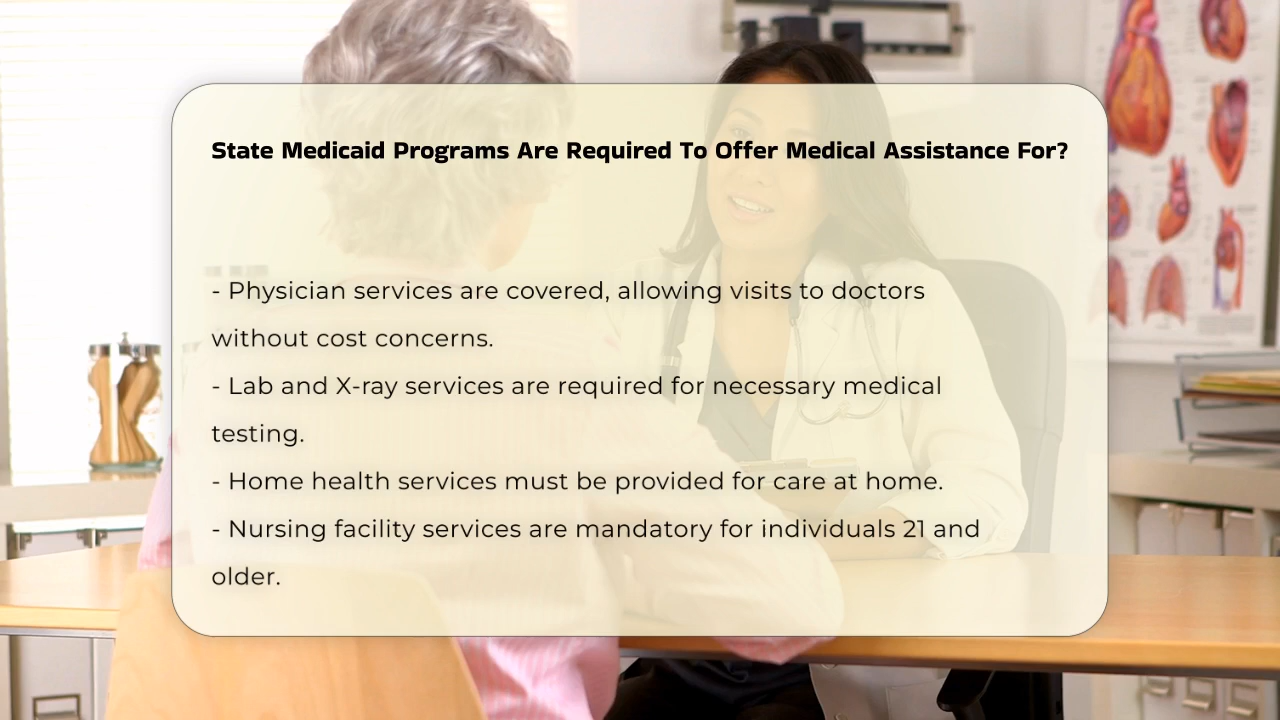 State Medicaid Programs Are Required To Offer Medical Assistance For?
- Physician services are covered, allowing visits to doctors
without cost concerns.
- Lab and X-ray services are required for necessary medical
testing.
- Home health services must be provided for care at home.
- Nursing facility services are mandatory for individuals 21 and
older.